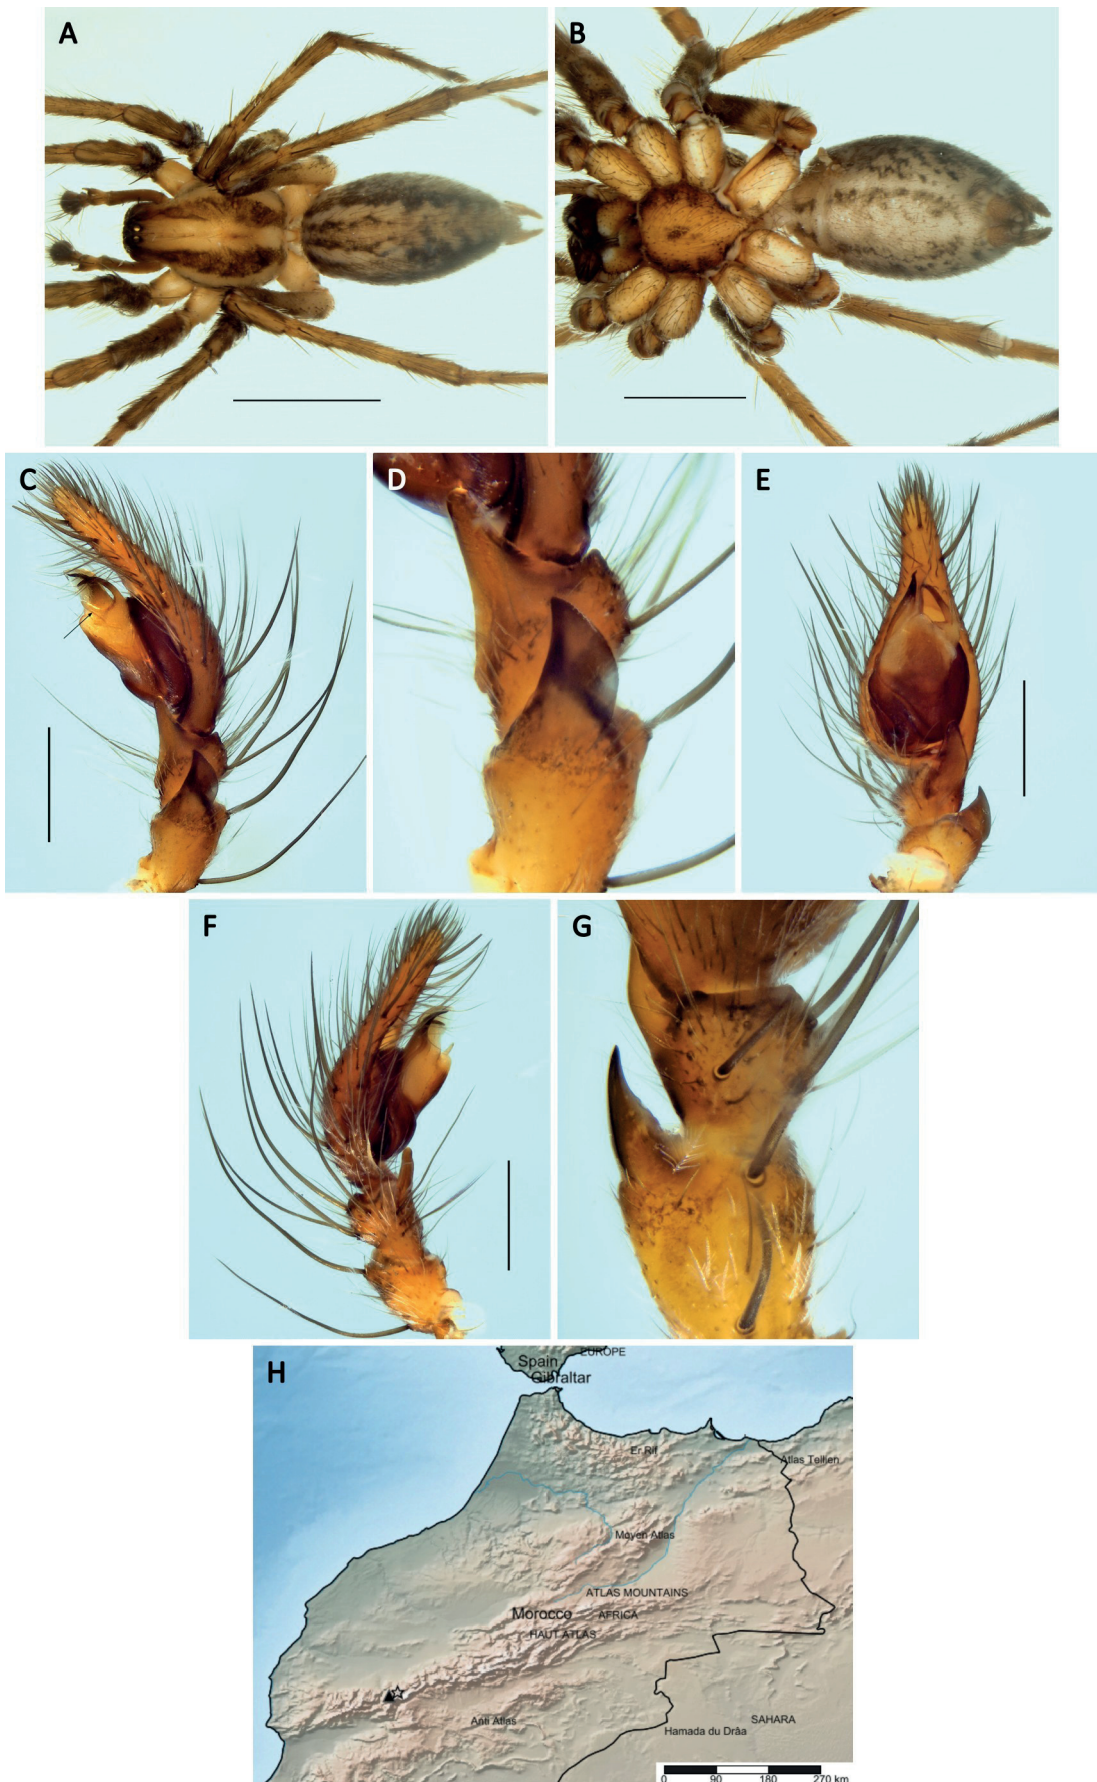 A
B
C
D
E
F
G
H
EUROPE
Spain
Gibraltar
Er Rif
Atlas Tellien
Moyen Atlas
ATLAS MOUNTAINS
Morocco
AFRICA
HAUT ATLAS
Anti Atlas
SAHARA
Hamada du Drâa
0 90 180 270 km